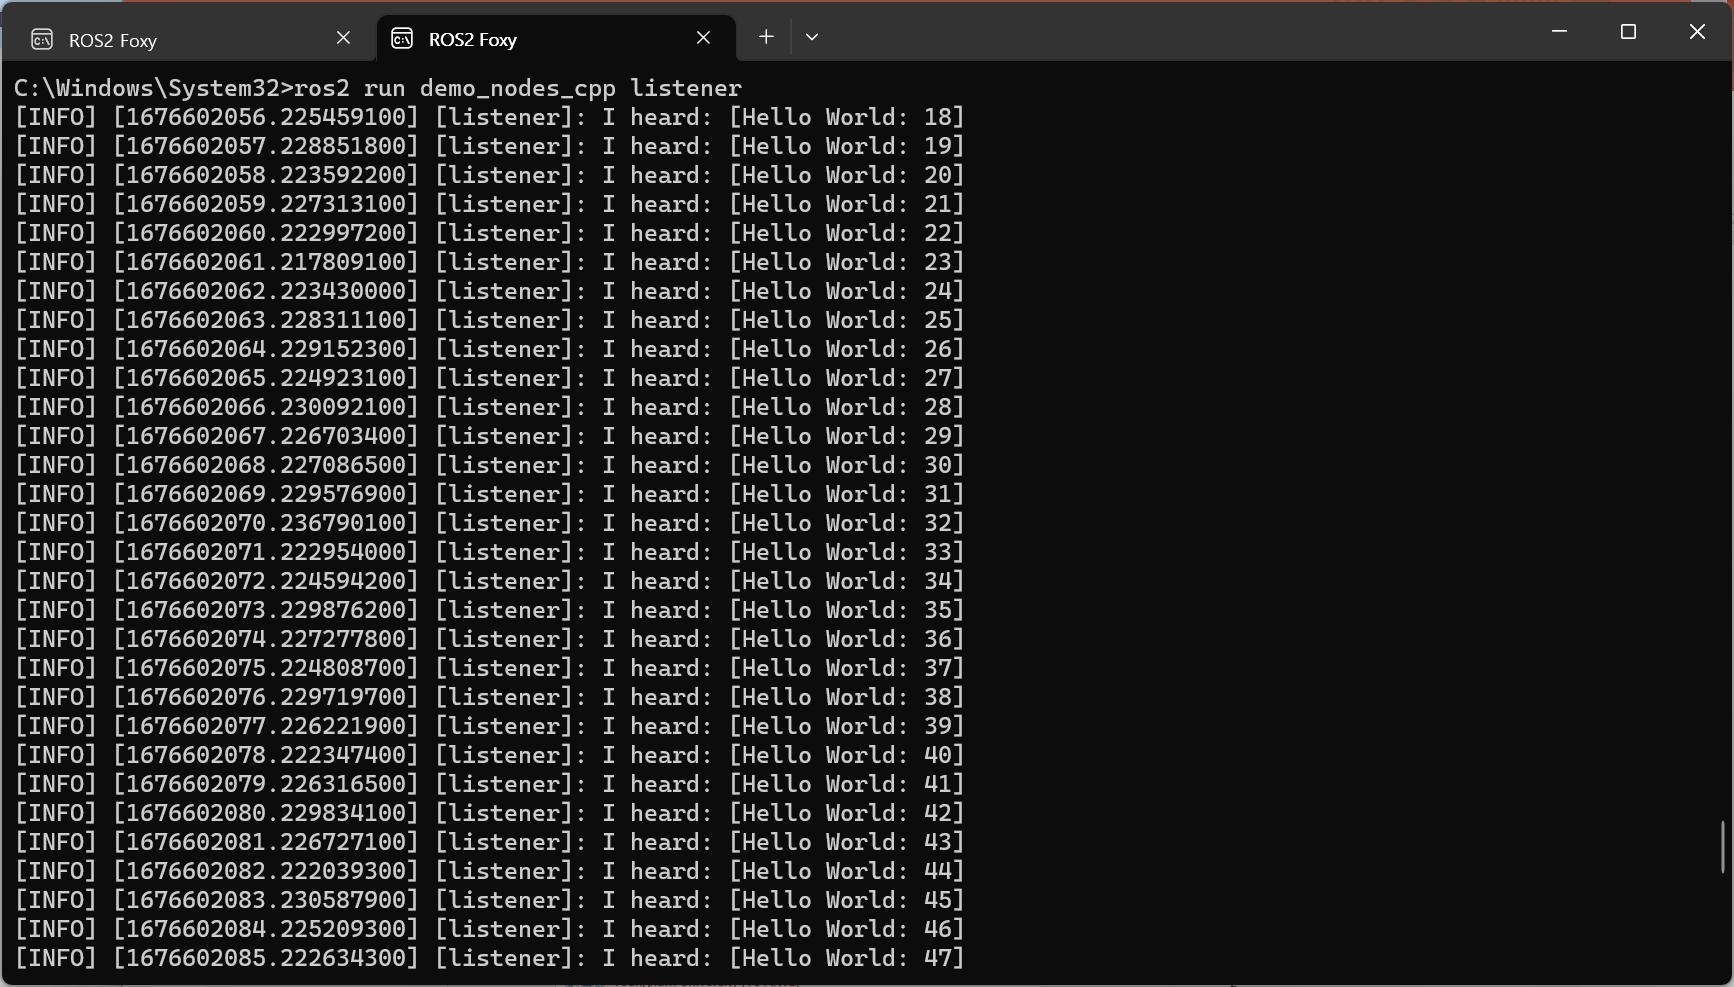 ROS2 Foxy
ROS2 Foxy
C:\Windows\System32>ros2 run demo_nodes_cpp listener
[INFO] [1676602056.225459100] [listener]: I heard: [Hello World: 18]
[INFO] [1676602057.228851800] [listener]: I heard: [Hello World: 19]
[INFO] [1676602058.223592200] [listener]: I heard: [Hello World: 20]
[INFO] [1676602059.227313100] [listener]: I heard: [Hello World: 21]
[INFO] [1676602060.222997200] [listener]: I heard: [Hello World: 22]
[INFO] [1676602061.217809100] [listener]: I heard: [Hello World: 23]
[INFO] [1676602062.223430000] [listener]: I heard: [Hello World: 24]
[INFO] [1676602063.228311100] [listener]: I heard: [Hello World: 25]
[INFO] [1676602064.229152300] [listener]: I heard: [Hello World: 26]
[INFO] [1676602065.224923100] [listener]: I heard: [Hello World: 27]
[INFO] [1676602066.230092100] [listener]: I heard: [Hello World: 28]
[INFO] [1676602067.226703400] [listener]: I heard: [Hello World: 29]
[INFO] [1676602068.227086500] [listener]: I heard: [Hello World: 30]
[INFO] [1676602069.229576900] [listener]: I heard: [Hello World: 31]
[INFO] [1676602070.236790100] [listener]: I heard: [Hello World: 32]
[INFO] [1676602071.222954000] [listener]: I heard: [Hello World: 33]
[INFO] [1676602072.224594200] [listener]: I heard: [Hello World: 34]
[INFO] [1676602073.229876200] [listener]: I heard: [Hello World: 35]
[INFO] [1676602074.227277800] [listener]: I heard: [Hello World: 36]
[INFO] [1676602075.224808700] [listener]: I heard: [Hello World: 37]
[INFO] [1676602076.229719700] [listener]: I heard: [Hello World: 38]
[INFO] [1676602077.226221900] [listener]: I heard: [Hello World: 39]
[INFO] [1676602078.222347400] [listener]: I heard: [Hello World: 40]
[INFO] [1676602079.226316500] [listener]: I heard: [Hello World: 41]
[INFO] [1676602080.229834100] [listener]: I heard: [Hello World: 42]
[INFO] [1676602081.226727100] [listener]: I heard: [Hello World: 43]
[INFO] [1676602082.222039300] [listener]: I heard: [Hello World: 44]
[INFO] [1676602083.230587900] [listener]: I heard: [Hello World: 45]
[INFO] [1676602084.225209300] [listener]: I heard: [Hello World: 46]
[INFO] [1676602085.222634300] [listener]: I heard: [Hello World: 47]